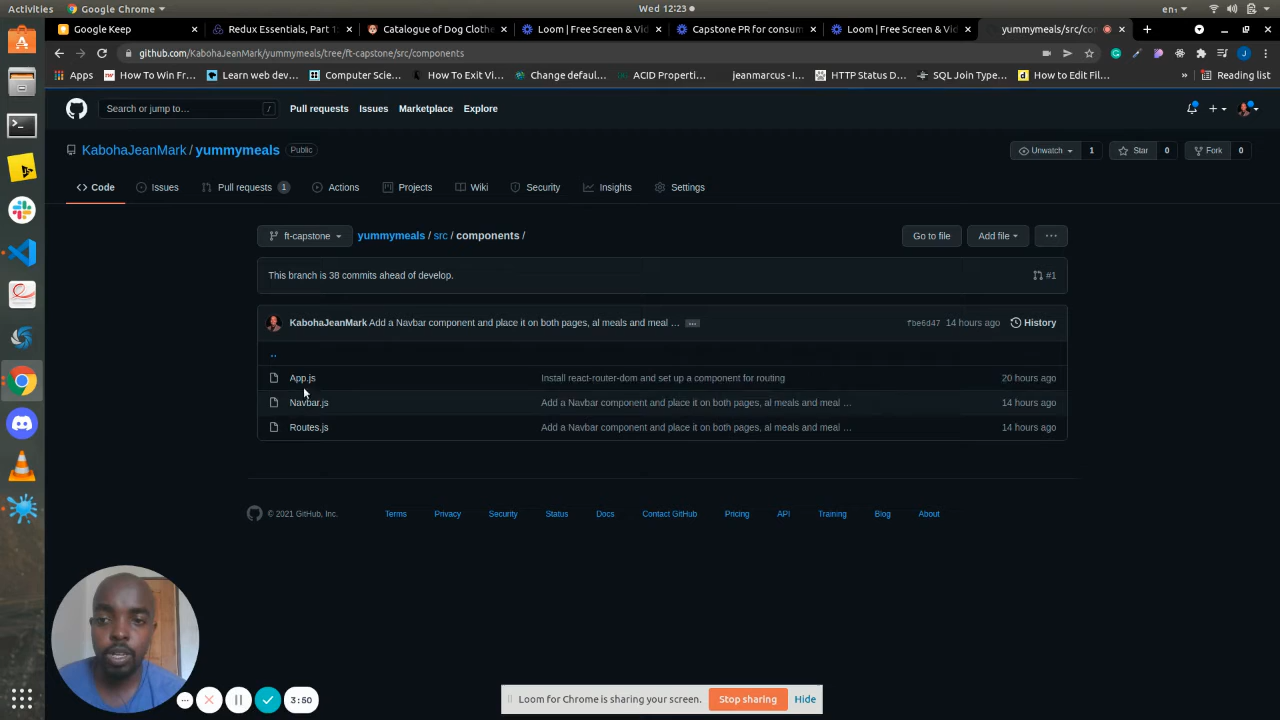 Activities
Google Chrome
Wed 12:23
en₁
Google Keep
Redux Essentials, Part 1:
Catalogue of Dog Clothe
Loom | Free Screen & Vid
Capstone PR for consum
Loom | Free Screen & Vid
yummymeals/src/con
github.com/KabohaJeanMark/yummymeals/tree/ft-capstone/src/components
Apps
How To Win Fr...
Learn web dev...
Computer Scie...
How To Exit Vi...
Change defaul...
ACID Properti...
jeanmarcus - I...
HTTP Status D...
SQL Join Type...
How to Edit Fil...
»
Reading list
Search or jump to...
/
Pull requests
Issues
Marketplace
Explore
KabohaJeanMark / yummymeals
Public
Unwatch
1
Star
0
Fork
0
Code
Issues
Pull requests 1
Actions
Projects
Wiki
Security
Insights
Settings
ft-capstone
yummymeals / src / components /
Go to file
Add file
...
This branch is 38 commits ahead of develop.
#1
KabohaJeanMark Add a Navbar component and place it on both pages, al meals and meal …
...
fbe6d47
14 hours ago
History
..
App.js
Install react-router-dom and set up a component for routing
20 hours ago
Navbar.js
Add a Navbar component and place it on both pages, al meals and meal …
14 hours ago
Routes.js
Add a Navbar component and place it on both pages, al meals and meal …
14 hours ago
© 2021 GitHub, Inc.
Terms
Privacy
Security
Status
Docs
Contact GitHub
Pricing
API
Training
Blog
About
3:50
Loom for Chrome is sharing your screen.
Stop sharing
Hide